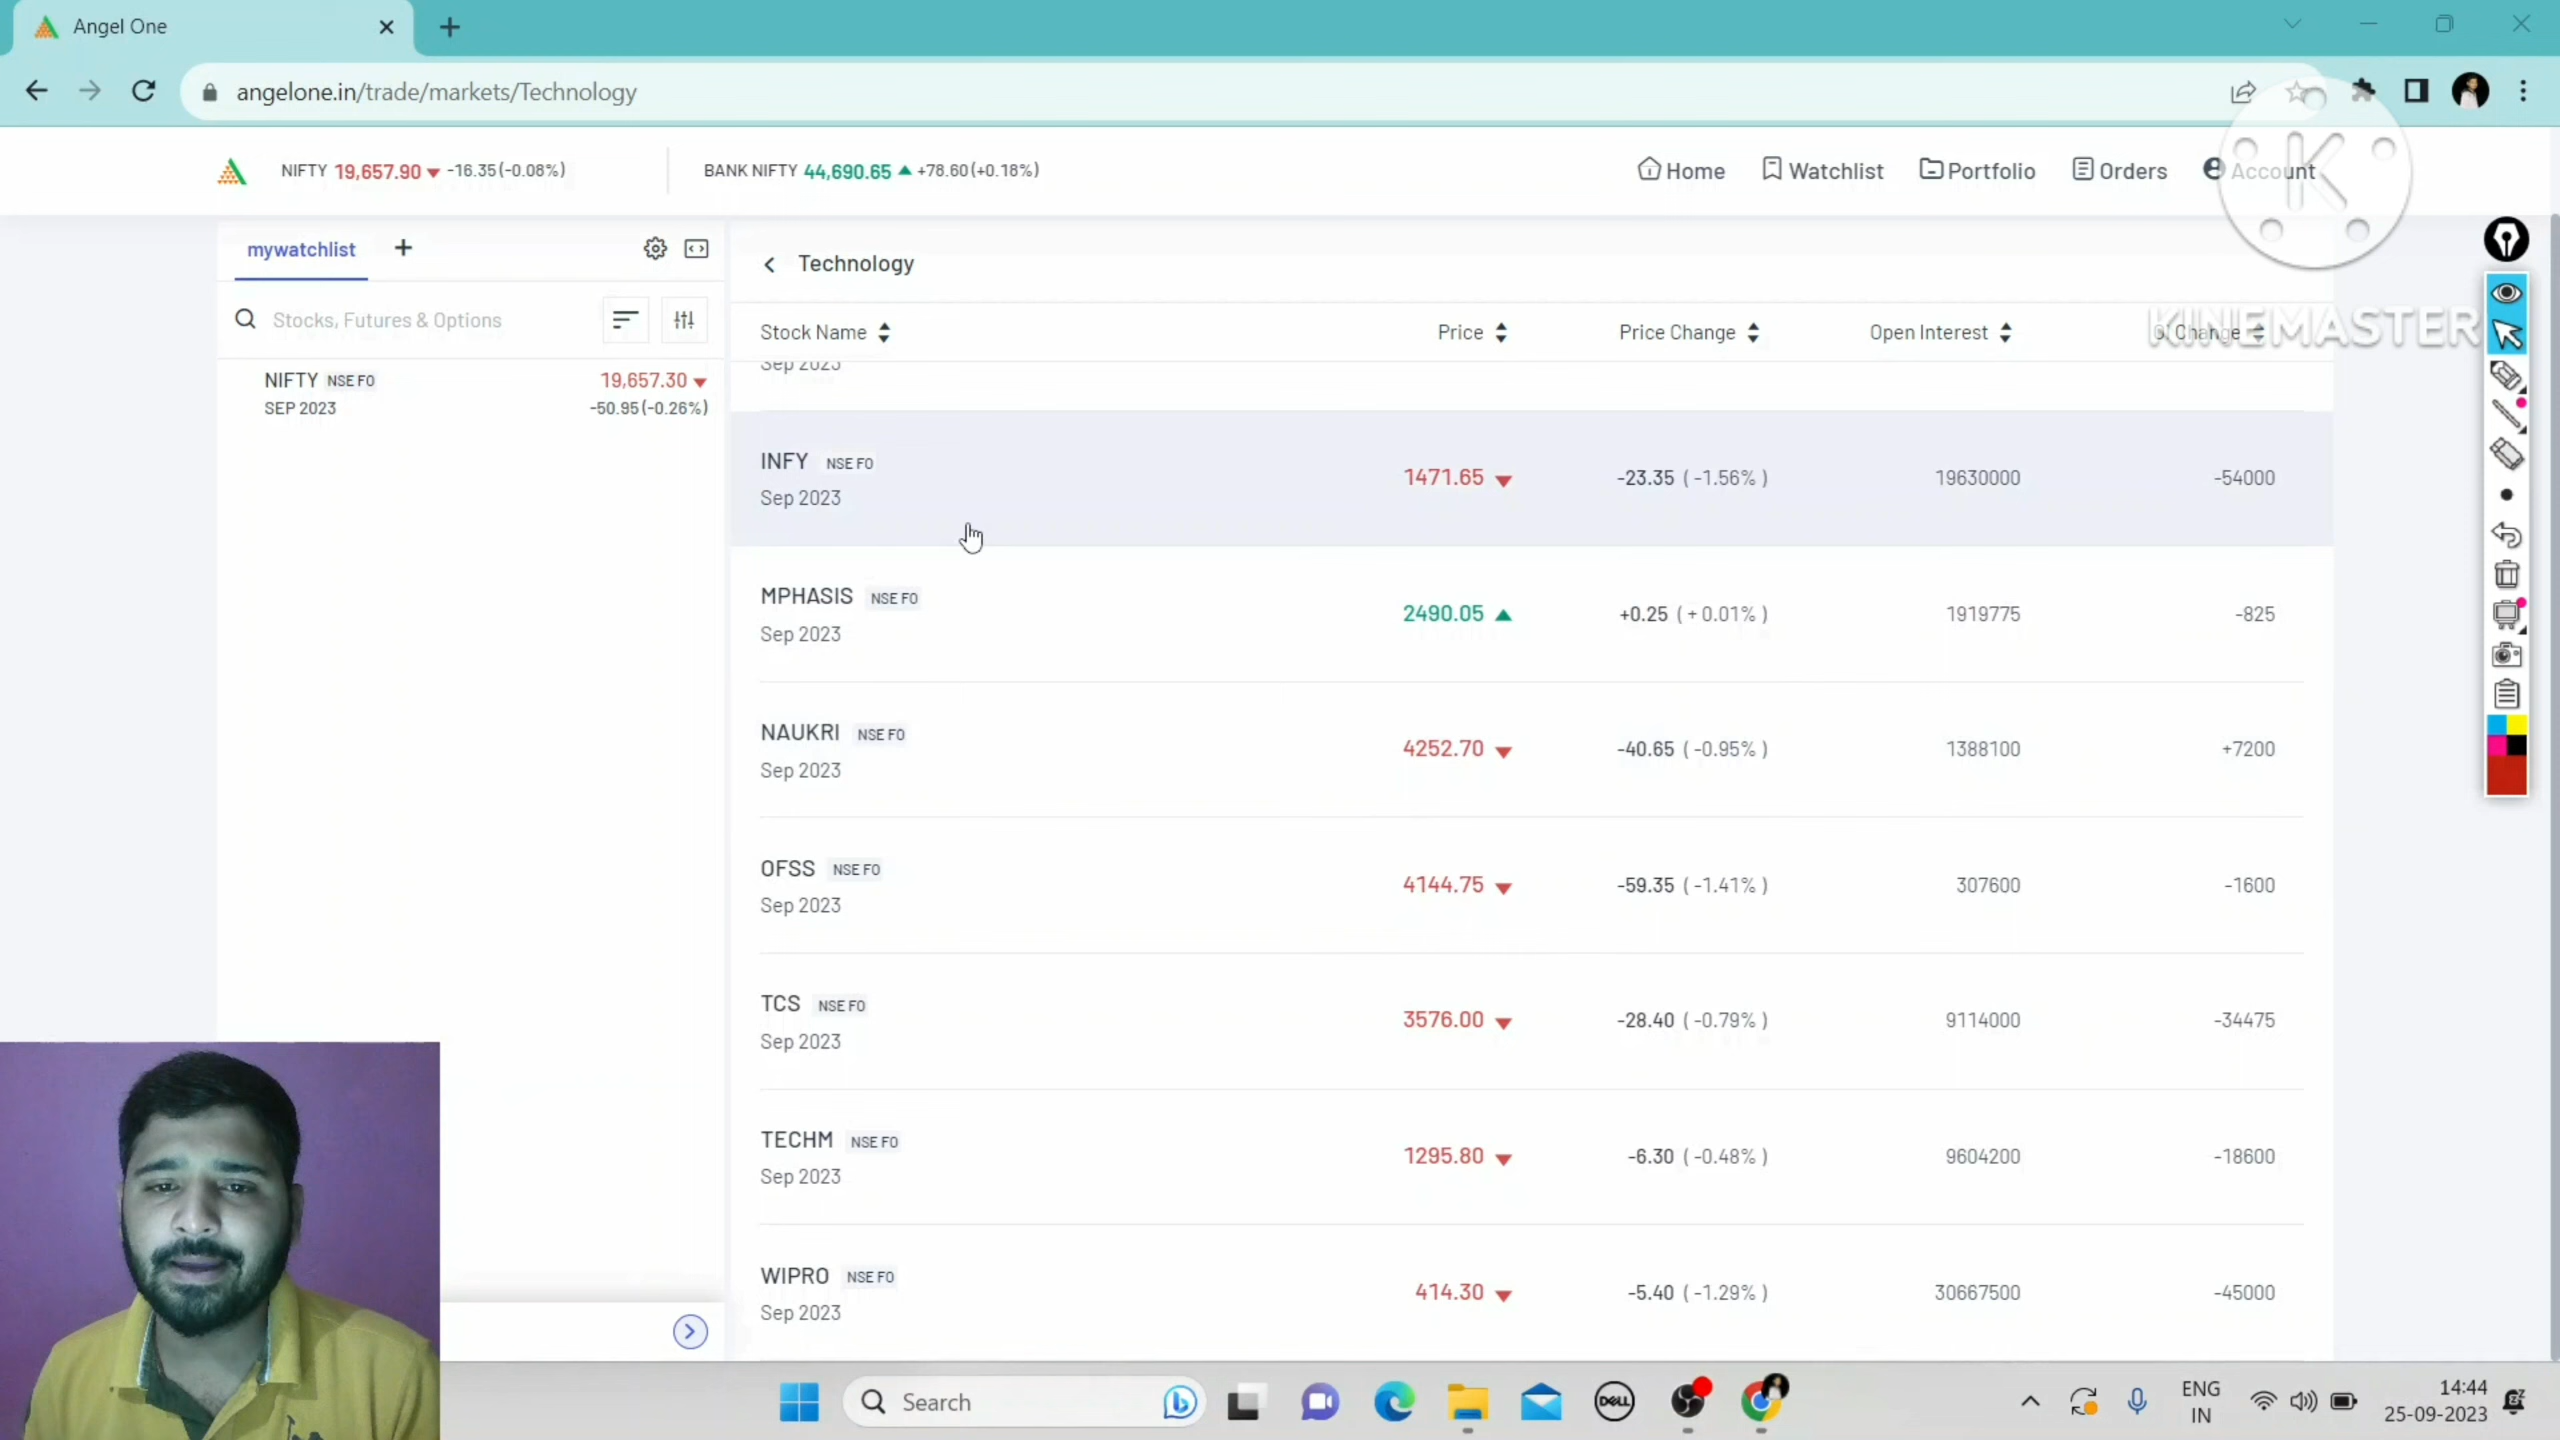 Angel One
angelone.in/trade/markets/Technology
NIFTY 19,657.90 -16.35(-0.08%)
BANK NIFTY 44,690.65 +78.60(+0.18%)
Home
Watchlist
Portfolio
Orders
Account
K
KINEMASTER
mywatchlist
Stocks, Futures & Options
NIFTY NSE FO 19,657.30
SEP 2023 -50.95(-0.26%)
Technology
Stock Name Price Price Change Open Interest OI Change
Sep 2023
INFY NSE FO
Sep 2023
1471.65 -23.35 (-1.56%) 19630000 -54000
MPHASIS NSE FO
Sep 2023
2490.05 +0.25 (+0.01%) 1919775 -825
NAUKRI NSE FO
Sep 2023
4252.70 -40.65 (-0.95%) 1388100 +7200
OFSS NSE FO
Sep 2023
4144.75 -59.35 (-1.41%) 307600 -1600
TCS NSE FO
Sep 2023
3576.00 -28.40 (-0.79%) 9114000 -34475
TECHM NSE FO
Sep 2023
1295.80 -6.30 (-0.48%) 9604200 -18600
WIPRO NSE FO
Sep 2023
414.30 -5.40 (-1.29%) 30667500 -45000
Search
DELL
ENG
IN
14:44
25-09-2023